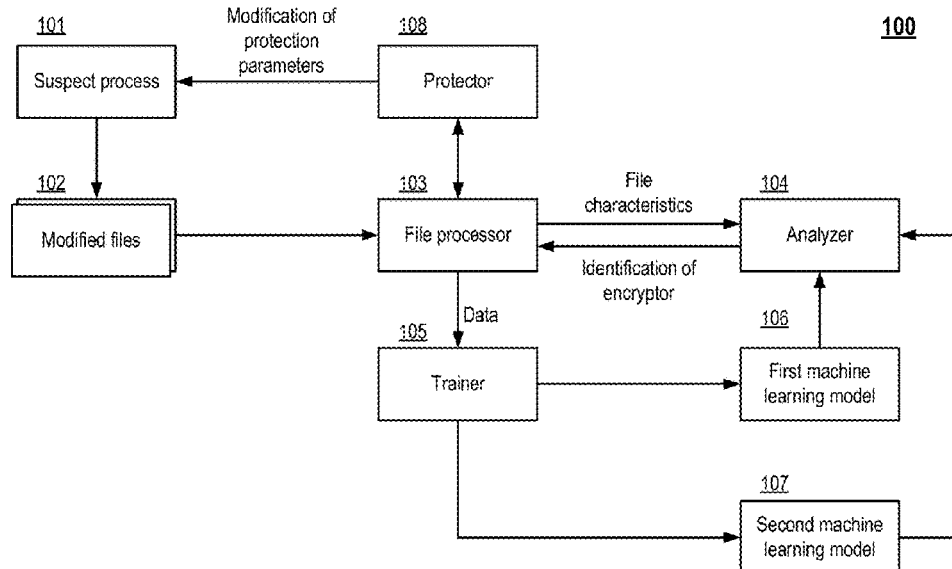 101
Modification of
protection
parameters
108
100
Suspect process
Protector
102
103
File
characteristics
104
Modified files
File processor
Analyzer
Identification of
encryptor
Data
105
106
Trainer
First machine
learning model
107
Second machine
learning model